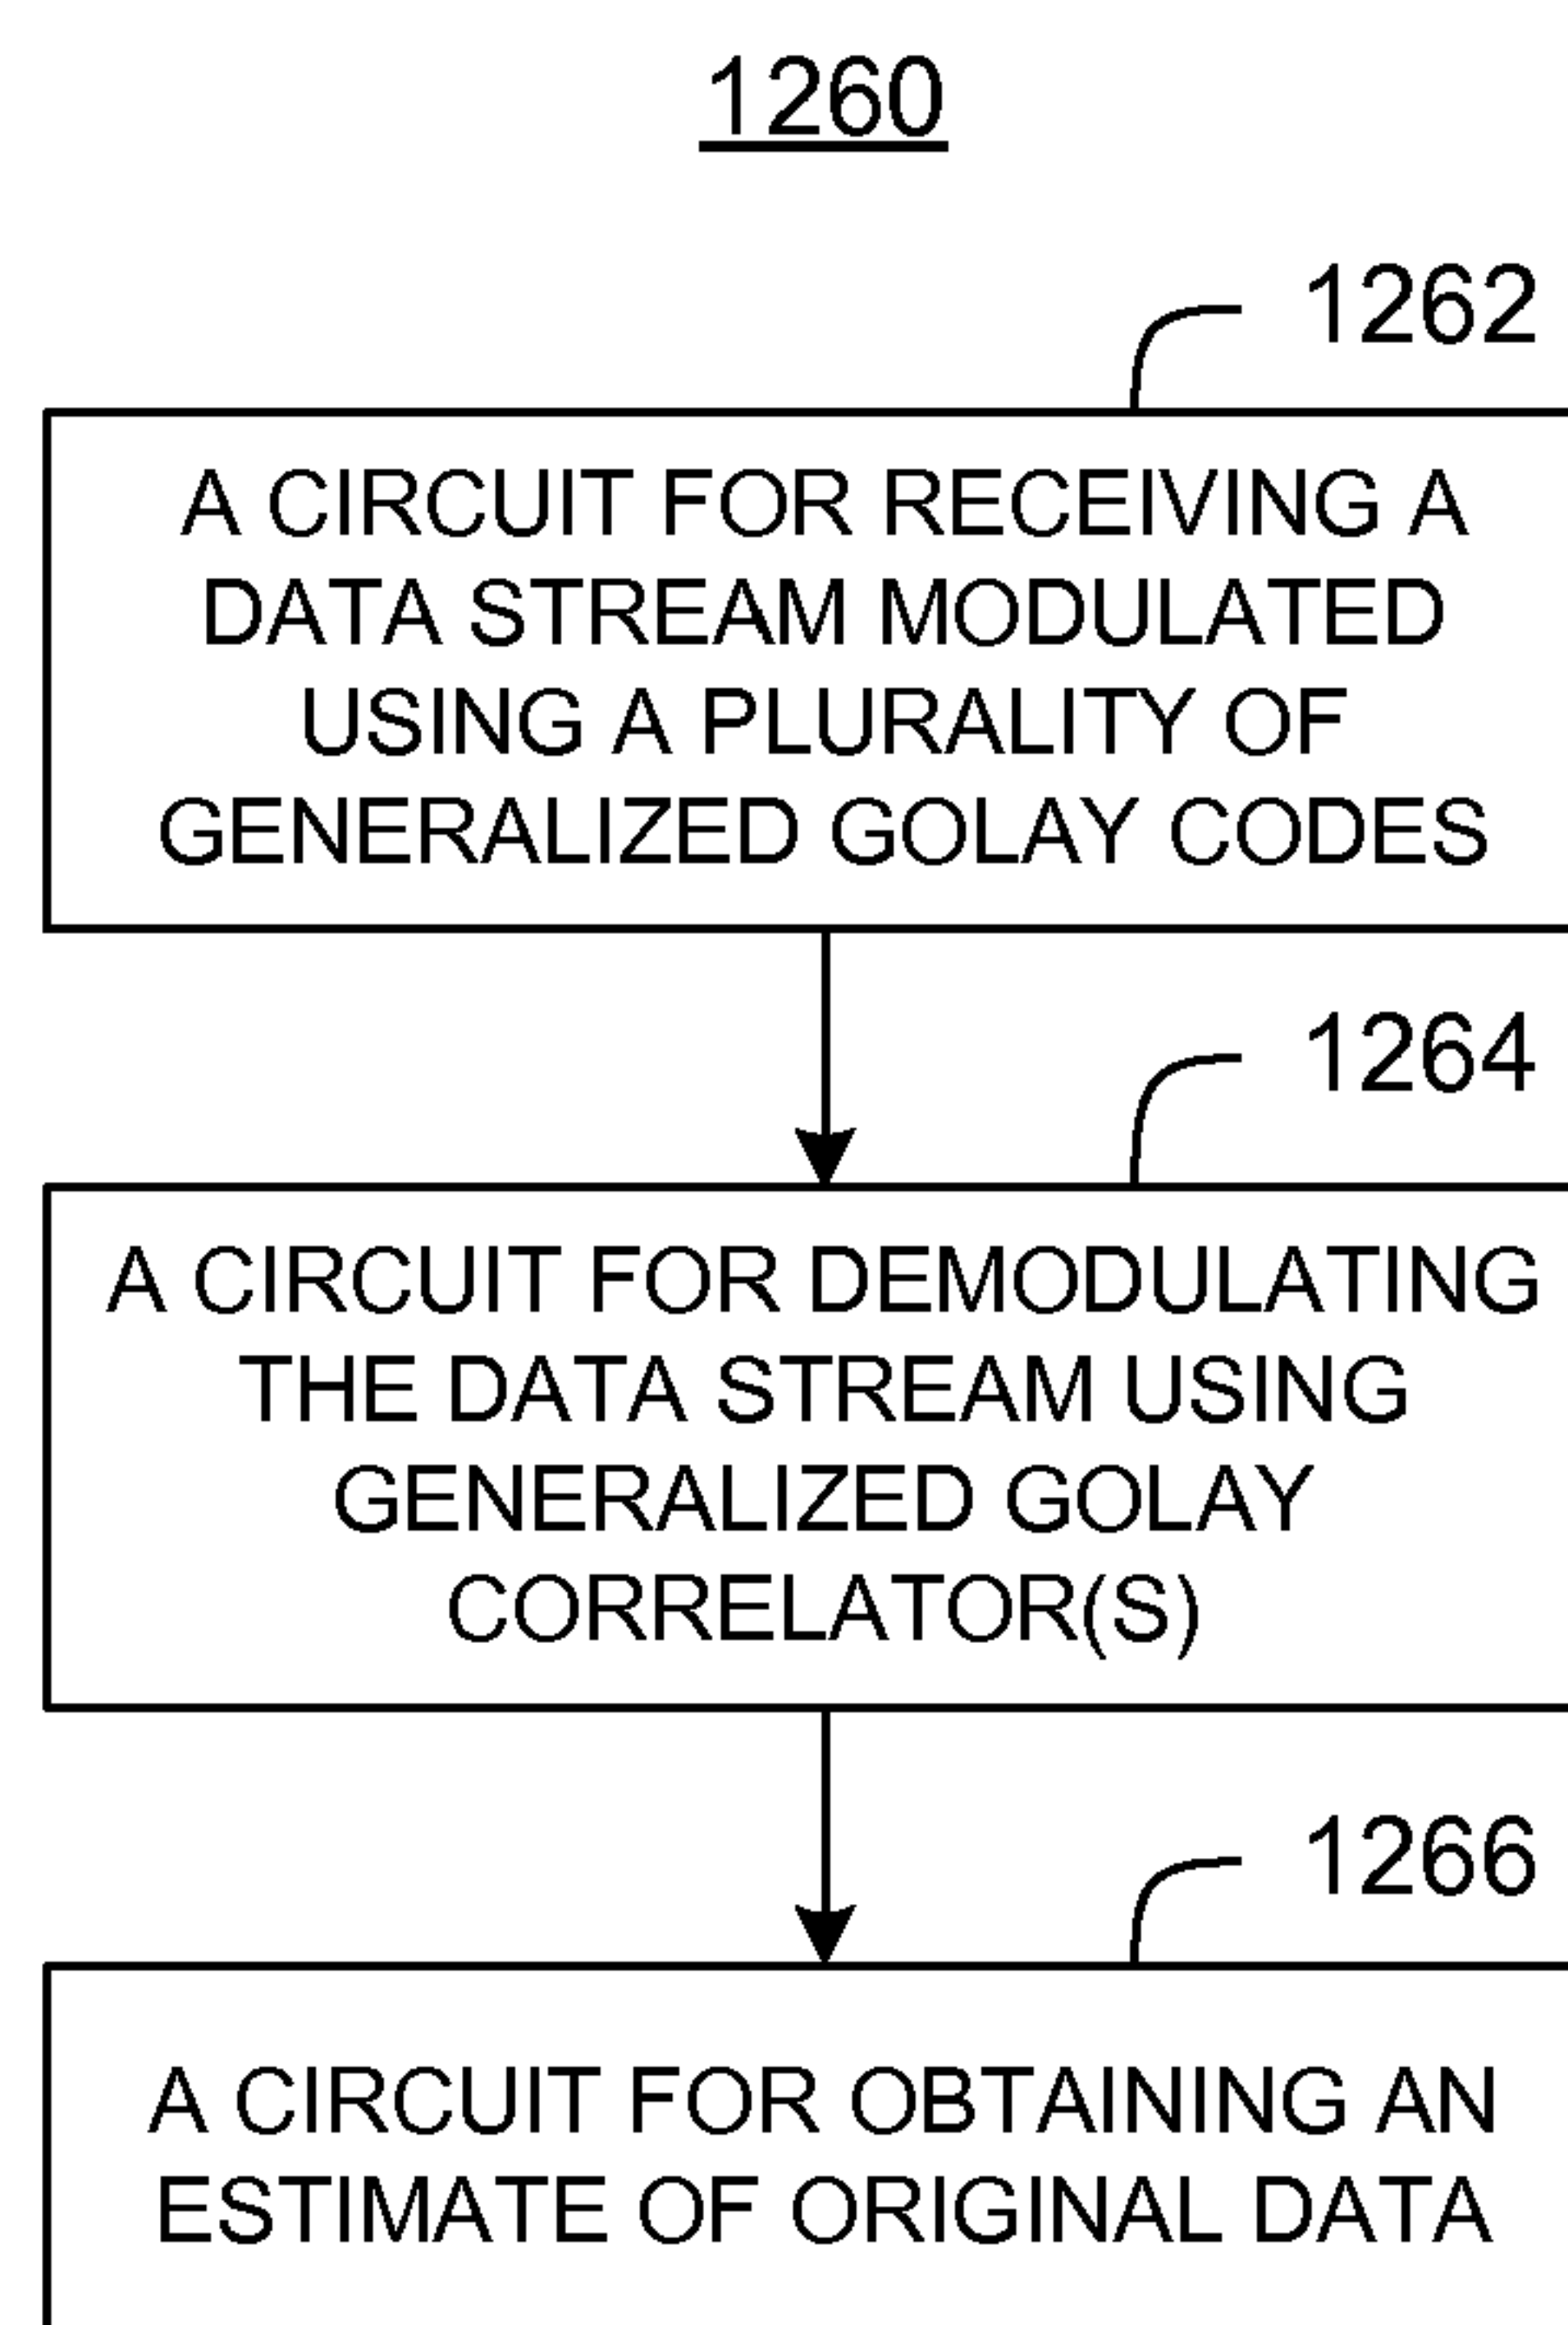 1260
1262
A CIRCUIT FOR RECEIVING A
DATA STREAM MODULATED
USING A PLURALITY OF
GENERALIZED GOLAY CODES
1264
A CIRCUIT FOR DEMODULATING
THE DATA STREAM USING
GENERALIZED GOLAY
CORRELATOR(S)
1266
A CIRCUIT FOR OBTAINING AN
ESTIMATE OF ORIGINAL DATA